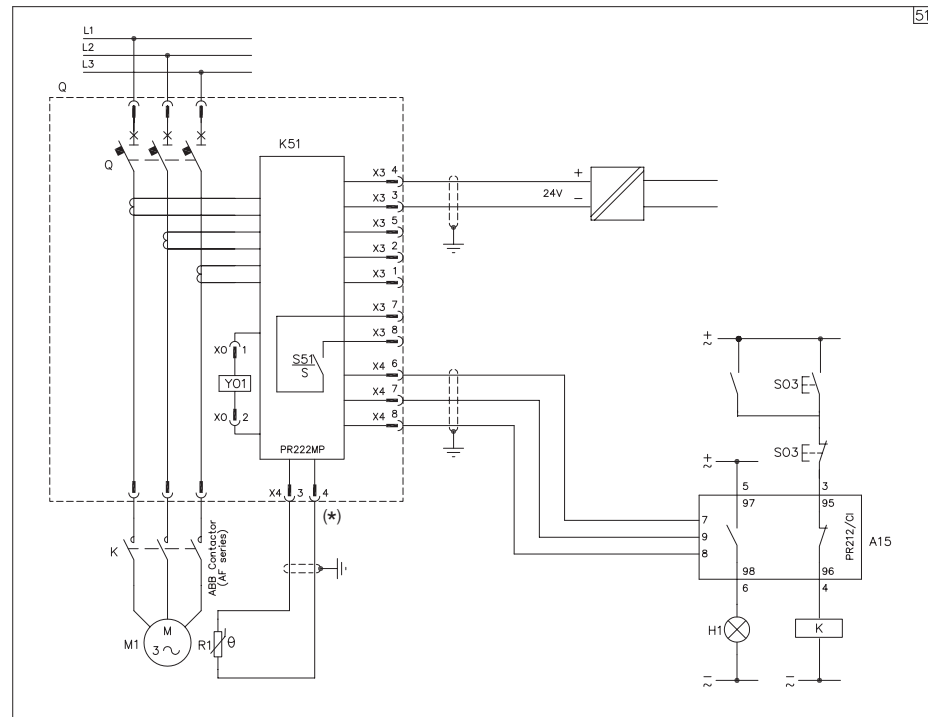 51
L1
L2
L3
Q
Q
K51
X3 4
X3 3
X3 5
X3 2
X3 1
X3 7
X3 8
X4 6
X4 7
X4 8
+
24V
−
S51
S
XO 1
YO1
XO 2
PR222MP
X4 3 4
(*)
K
ABB Contactor
(AF series)
M1
M
3 ~
R1
θ
+
~
SO3
SO3
+
~
5 3
97 95
7
9
8
PR212/CI
A15
98 96
6 4
H1
K
−
~
−
~